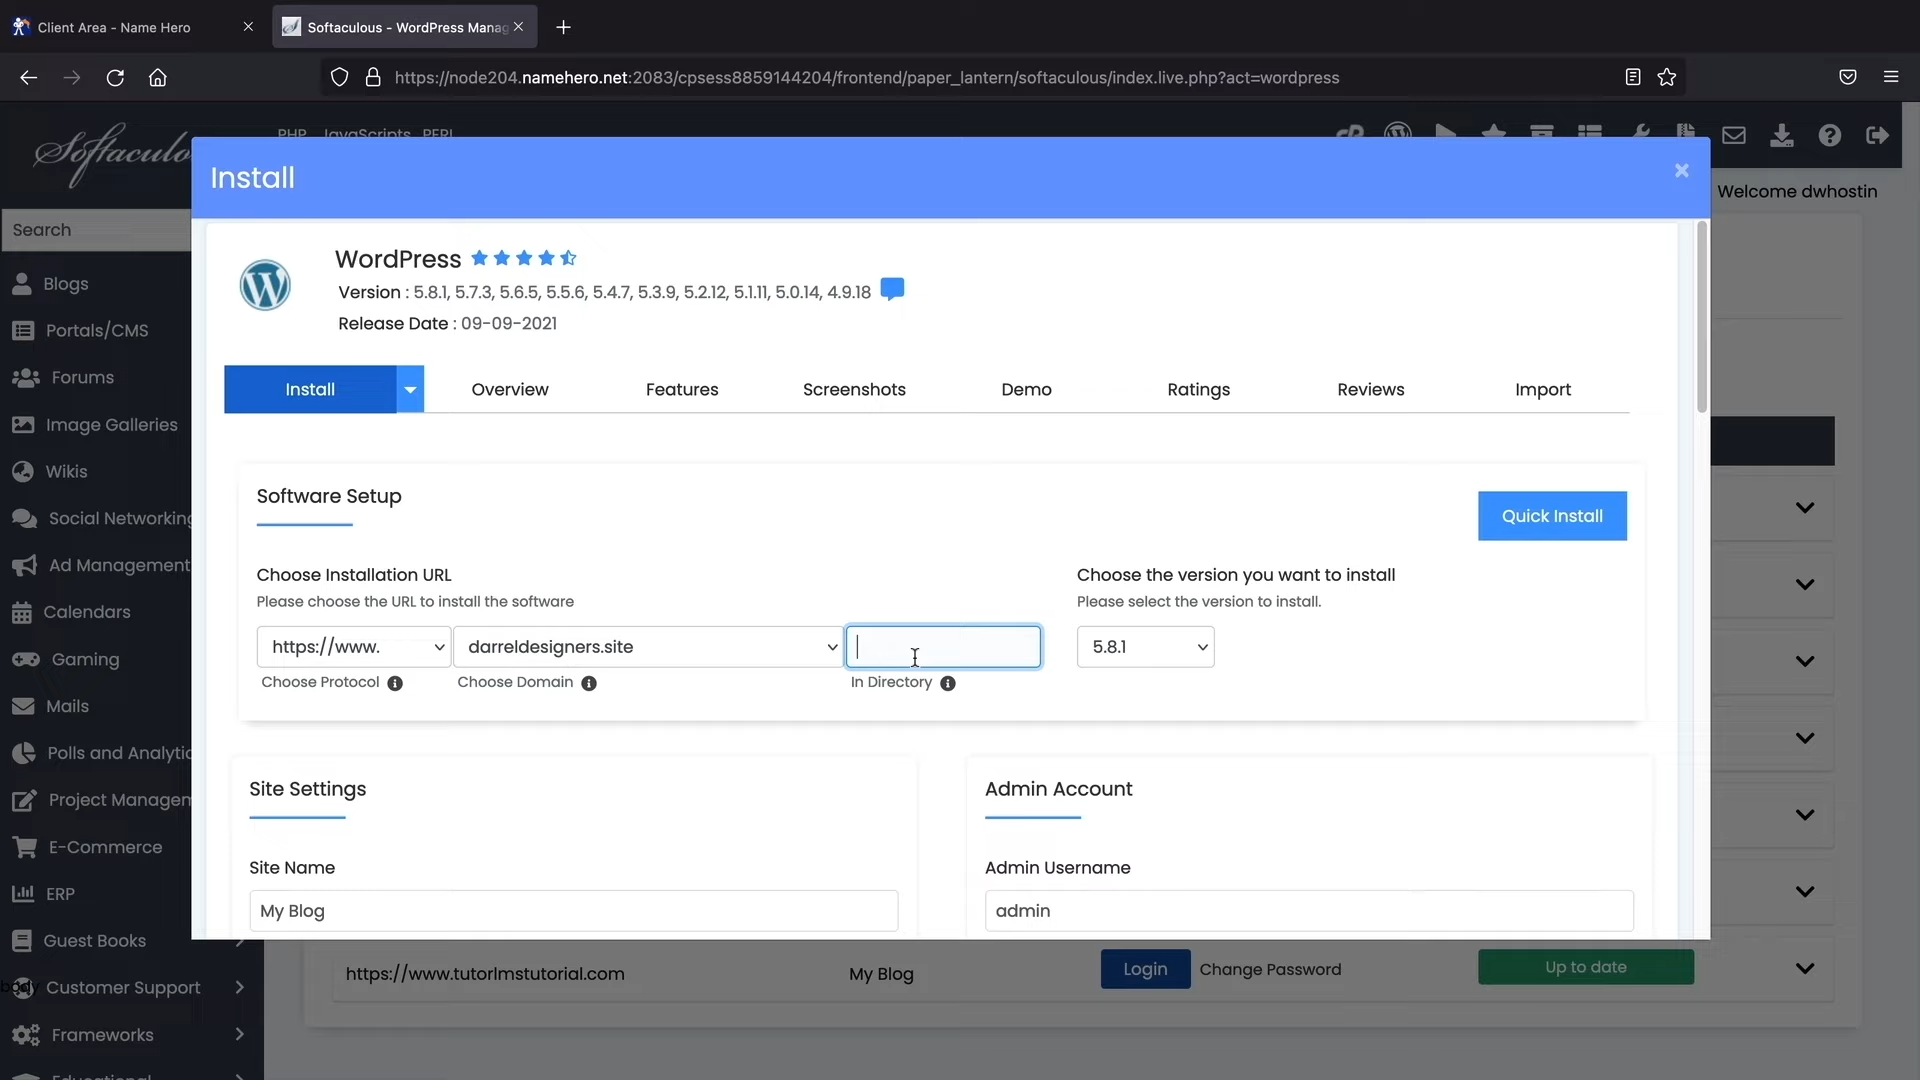 Client Area - Name Hero
Softaculous - WordPress Manag
https://node204.namehero.net:2083/cpsess8859144204/frontend/paper_lantern/softaculous/index.live.php?act=wordpress
PHP JavaScripts PERL
Softaculo
Install
Welcome dwhostin
Search
Blogs
Portals/CMS
Forums
Image Galleries
Wikis
Social Networking
Ad Management
Calendars
Gaming
Mails
Polls and Analytic
Project Managem
E-Commerce
ERP
Guest Books
Customer Support
Frameworks
Educational
WordPress
Version : 5.8.1, 5.7.3, 5.6.5, 5.5.6, 5.4.7, 5.3.9, 5.2.12, 5.1.11, 5.0.14, 4.9.18
Release Date : 09-09-2021
Install Overview Features Screenshots Demo Ratings Reviews Import
Software Setup
Quick Install
Choose Installation URL
Please choose the URL to install the software
https://www. darreldesigners.site
Choose Protocol Choose Domain In Directory
Choose the version you want to install
Please select the version to install.
5.8.1
Site Settings
Site Name
My Blog
Admin Account
Admin Username
admin
https://www.tutorlmstutorial.com My Blog Login Change Password Up to date